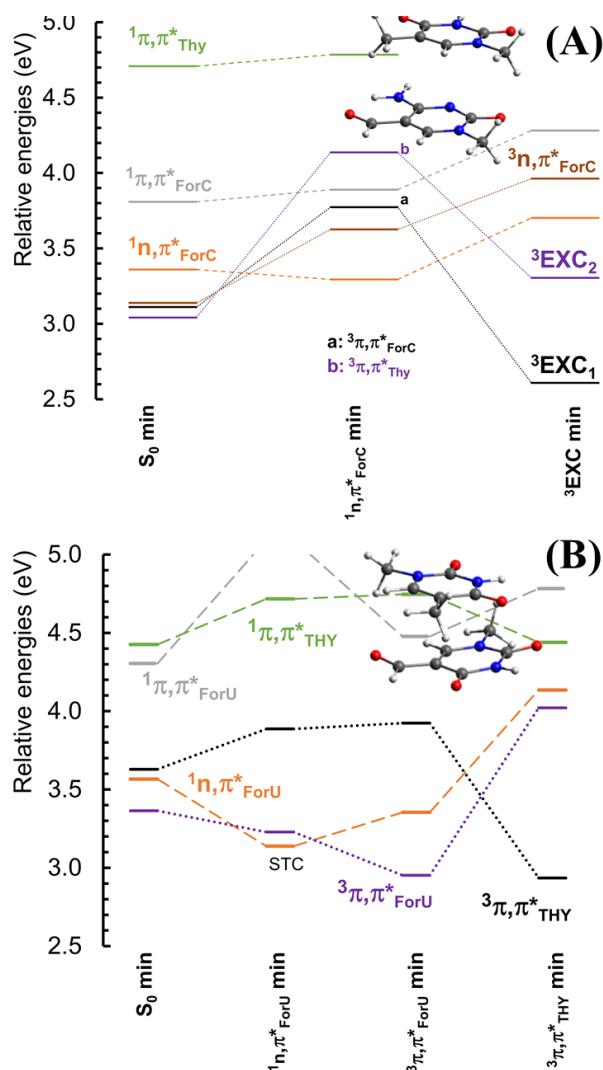 (A)
Relative energies (eV)
5.0
4.5
4.0
3.5
3.0
2.5
¹π,π*Thy
¹π,π*ForC
¹n,π*ForC
b
a
³n,π*ForC
³EXC₂
³EXC₁
a: ³π,π*ForC
b: ³π,π*Thy
S₀ min
¹n,π*ForC min
³EXC min
(B)
Relative energies (eV)
5.0
4.5
4.0
3.5
3.0
2.5
¹π,π*THY
¹π,π*ForU
¹n,π*ForU
STC
³π,π*ForU
³π,π*THY
S₀ min
¹n,π*ForU min
³π,π*ForU min
³π,π*THY min